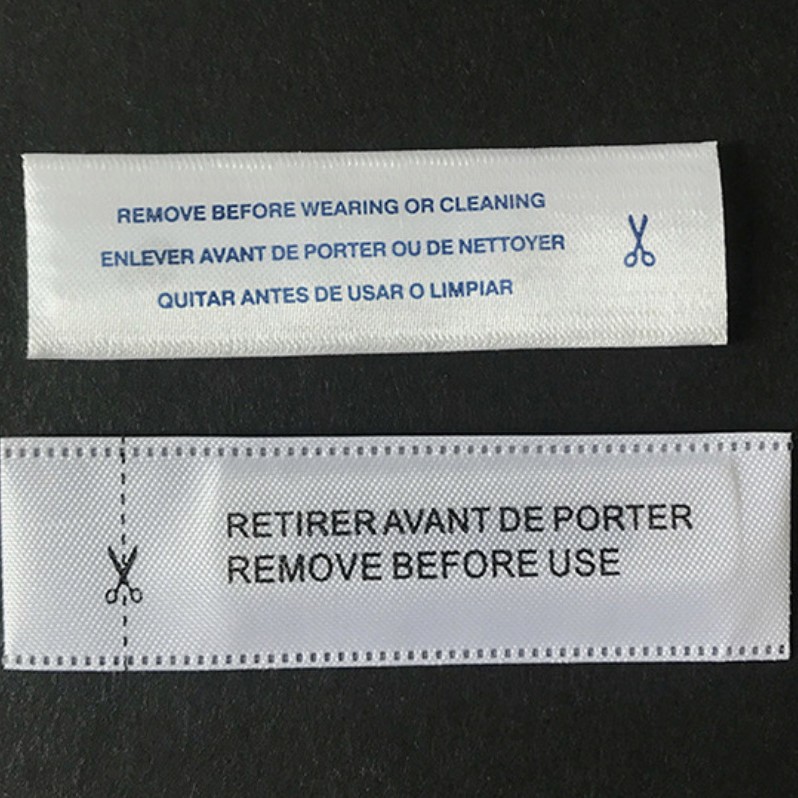 REMOVE BEFORE WEARING OR CLEANING
ENLEVER AVANT DE PORTER OU DE NETTOYER
QUITAR ANTES DE USAR O LIMPIAR
RETIRER AVANT DE PORTER
REMOVE BEFORE USE